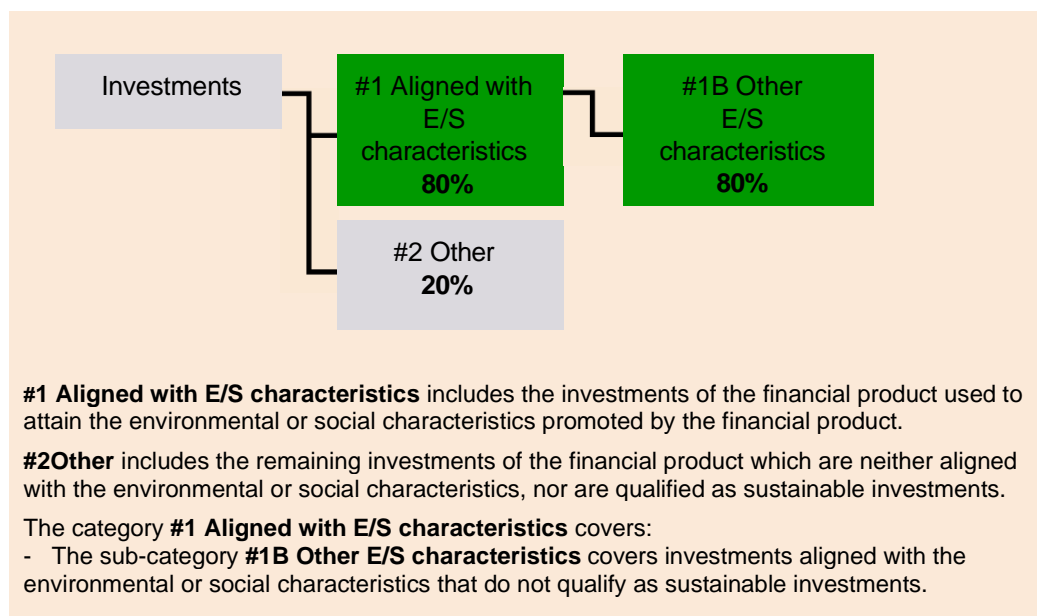 Investments
#1 Aligned with
E/S
characteristics
80%
#1B Other
E/S
characteristics
80%
#2 Other
20%
#1 Aligned with E/S characteristics includes the investments of the financial product used to
attain the environmental or social characteristics promoted by the financial product.
#2Other includes the remaining investments of the financial product which are neither aligned
with the environmental or social characteristics, nor are qualified as sustainable investments.
The category #1 Aligned with E/S characteristics covers:
- The sub-category #1B Other E/S characteristics covers investments aligned with the
environmental or social characteristics that do not qualify as sustainable investments.